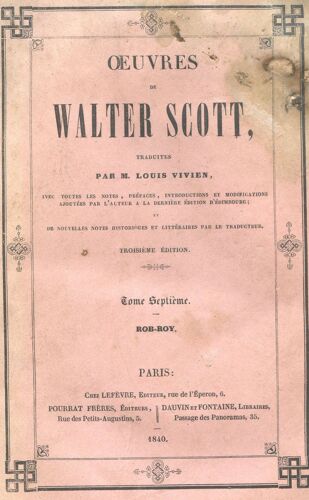 ŒUVRES
DE
WALTER SCOTT,
TRADUITES
PAR M. LOUIS VIVIEN,
AVEC TOUTES LES NOTES, PRÉFACES, INTRODUCTIONS ET MODIFICATIONS
AJOUTÉES PAR L'AUTEUR A LA DERNIÈRE ÉDITION D'ÉDIMBOURG;
ET
DE NOUVELLES NOTES HISTORIQUES ET LITTÉRAIRES PAR LE TRADUCTEUR.
TROISIÈME ÉDITION.
Tome Septième.
ROB-ROY.
PARIS:
CHEZ LEFÈVRE, ÉDITEUR, rue de l'Éperon, 6.
POURRAT FRÈRES, ÉDITEURS,
Rue des Petits-Augustins, 5.
DAUVIN ET FONTAINE, LIBRAIRES,
Passage des Panoramas, 35.
1840.